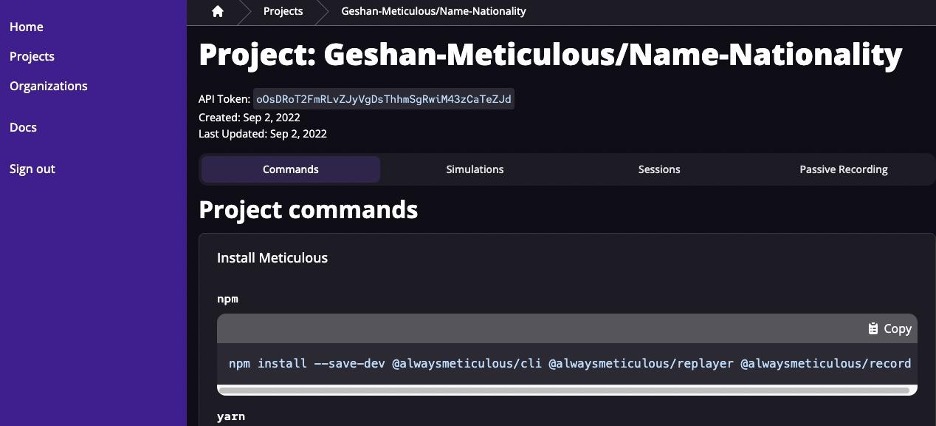 Home
Projects
Organizations
Docs
Sign out
Projects
Geshan-Meticulous/Name-Nationality
Project: Geshan-Meticulous/Name-Nationality
API Token: oOsDRoT2FmRLvZJyVgDsThhmSgRwiM43zCaTeZJd
Created: Sep 2, 2022
Last Updated: Sep 2, 2022
Commands
Simulations
Sessions
Passive Recording
Project commands
Install Meticulous
npm
Copy
npm install --save-dev @alwaysmeticulous/cli @alwaysmeticulous/replayer @alwaysmeticulous/record
yarn